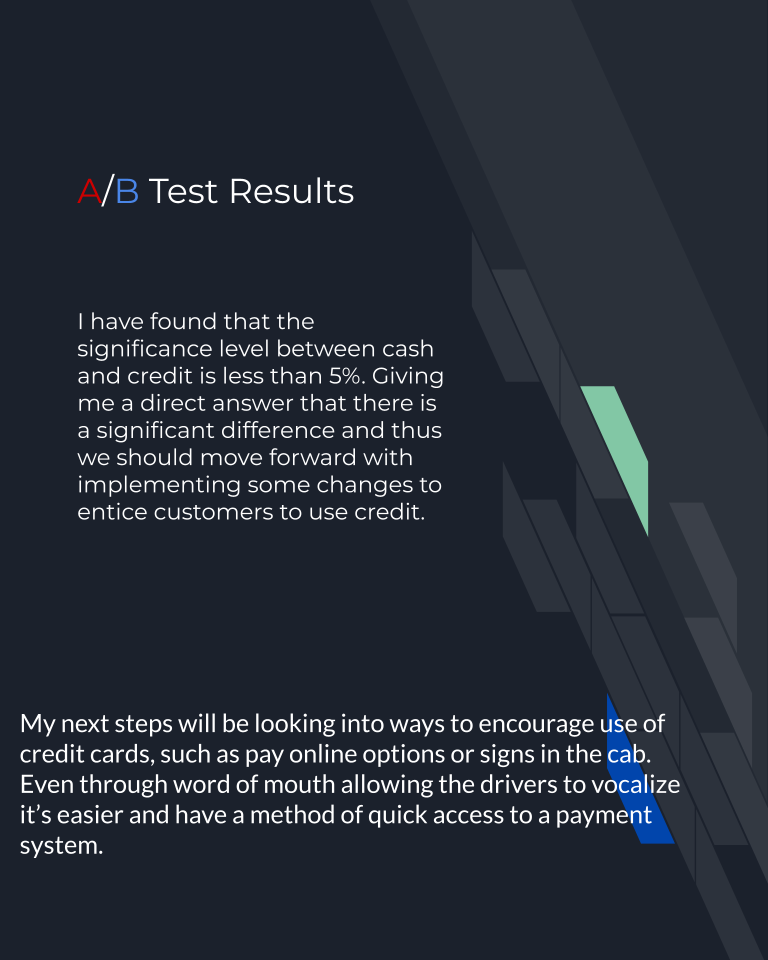 A/B Test Results
I have found that the
significance level between cash
and credit is less than 5%. Giving
me a direct answer that there is
a significant difference and thus
we should move forward with
implementing some changes to
entice customers to use credit.
My next steps will be looking into ways to encourage use of
credit cards, such as pay online options or signs in the cab.
Even through word of mouth allowing the drivers to vocalize
it’s easier and have a method of quick access to a payment
system.